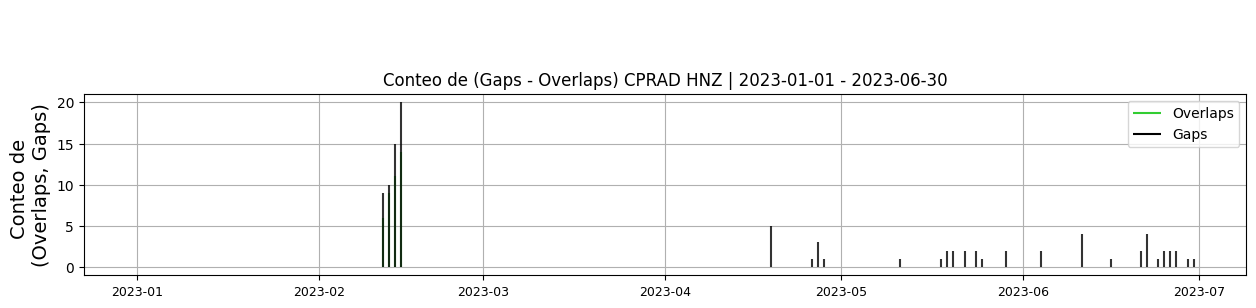 Conteo de (Gaps - Overlaps) CPRAD HNZ | 2023-01-01 - 2023-06-30
Conteo de
(Overlaps, Gaps)
20
15
10
5
0
Overlaps
Gaps
2023-01 2023-02 2023-03 2023-04 2023-05 2023-06 2023-07